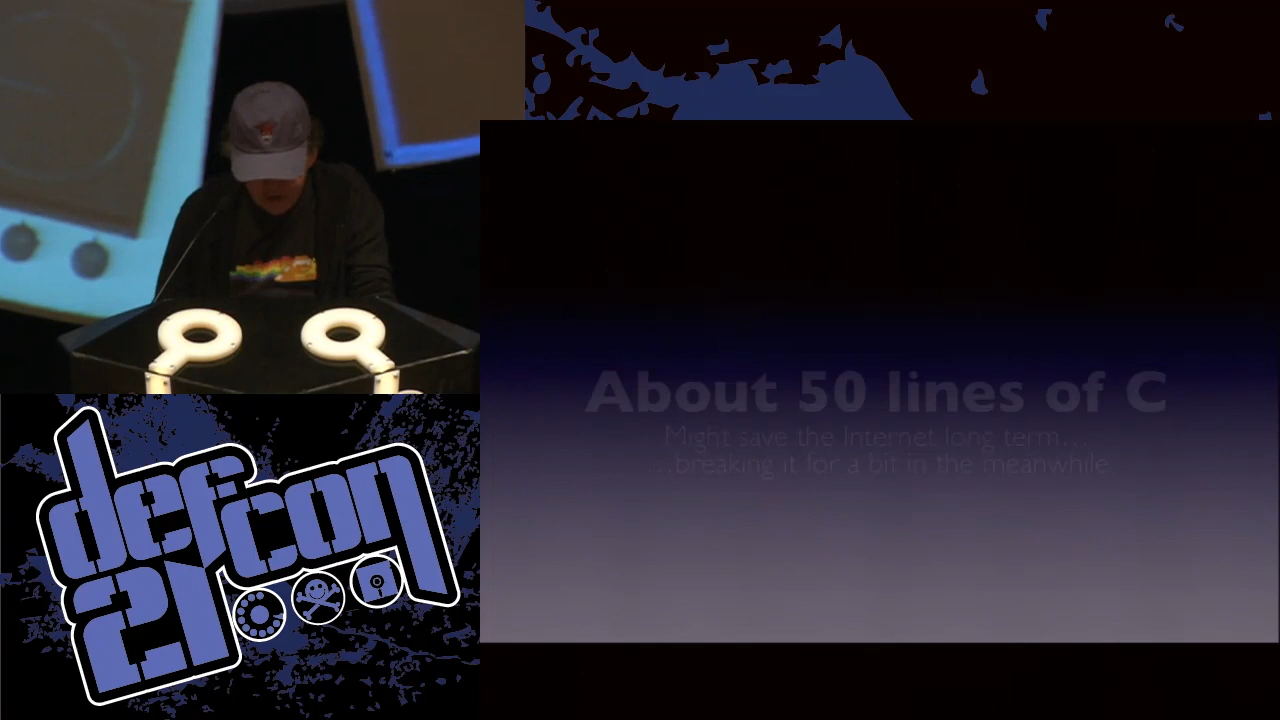 About 50 lines of C
Might save the Internet long term...
...breaking it for a bit in the meanwhile
defcon
21